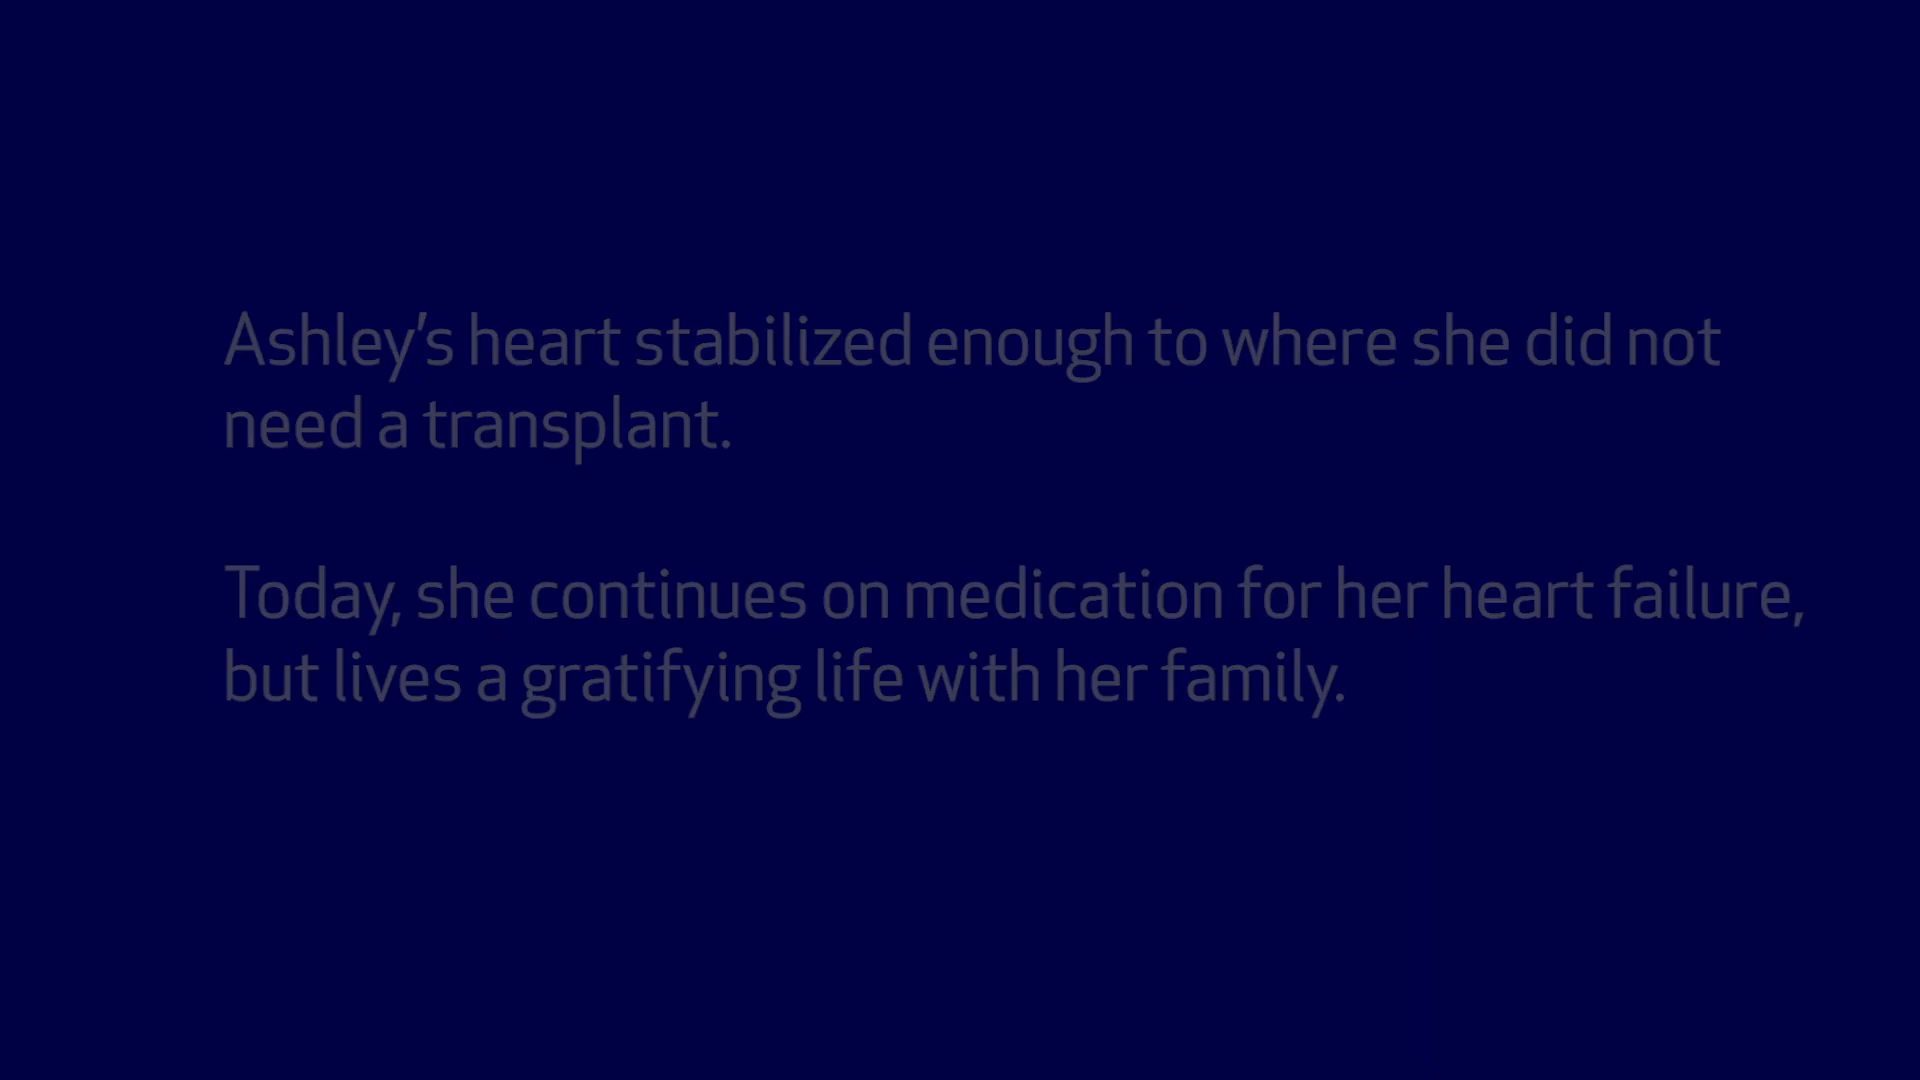 Ashley’s heart stabilized enough to where she did not
need a transplant.
Today, she continues on medication for her heart failure,
but lives a gratifying life with her family.